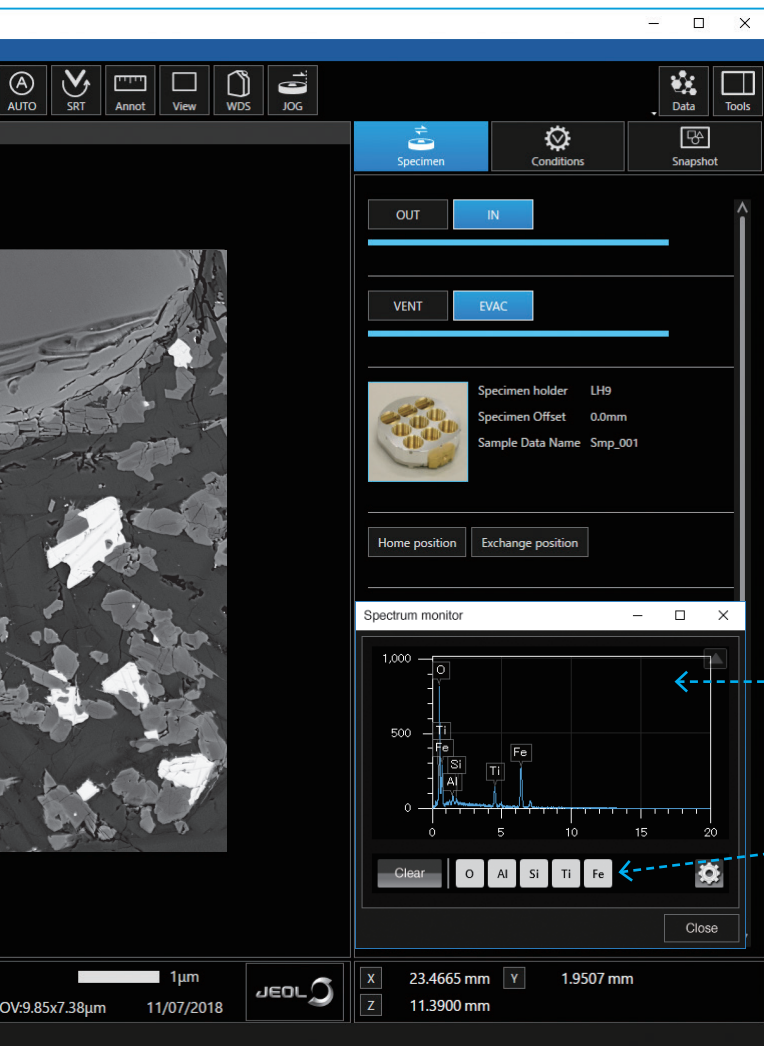 AUTO SRT Annot View WDS JOG Data Tools
Specimen Conditions Snapshot
OUT IN
VENT EVAC
Specimen holder LH9
Specimen Offset 0.0mm
Sample Data Name Smp_001
Home position Exchange position
Spectrum monitor
1,000
O
500
Ti
Fe
Si
Al
Ti
Fe
0
0 5 10 15 20
Clear O Al Si Ti Fe
Close
1µm
OV:9.85x7.38µm 11/07/2018
JEOL
X 23.4665 mm Y 1.9507 mm
Z 11.3900 mm